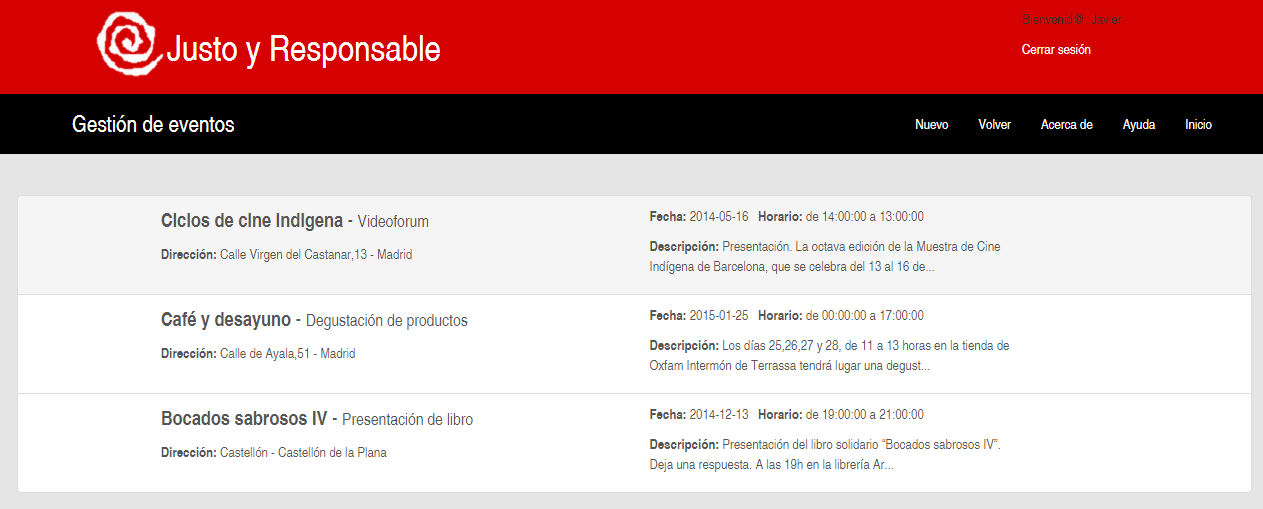 Bienvenid@: Javier
Justo y Responsable
Cerrar sesión
Gestión de eventos
Nuevo Volver Acerca de Ayuda Inicio
Ciclos de cine indigena - Videoforum
Dirección: Calle Virgen del Castanar,13 - Madrid
Fecha: 2014-05-16 Horario: de 14:00:00 a 13:00:00
Descripción: Presentación. La octava edición de la Muestra de Cine
Indígena de Barcelona, que se celebra del 13 al 16 de...
Café y desayuno - Degustación de productos
Dirección: Calle de Ayala,51 - Madrid
Fecha: 2015-01-25 Horario: de 00:00:00 a 17:00:00
Descripción: Los días 25,26,27 y 28, de 11 a 13 horas en la tienda de
Oxfam Intermón de Terrassa tendrá lugar una degust...
Bocados sabrosos IV - Presentación de libro
Dirección: Castellón - Castellón de la Plana
Fecha: 2014-12-13 Horario: de 19:00:00 a 21:00:00
Descripción: Presentación del libro solidario “Bocados sabrosos IV”.
Deja una respuesta. A las 19h en la librería Ar...